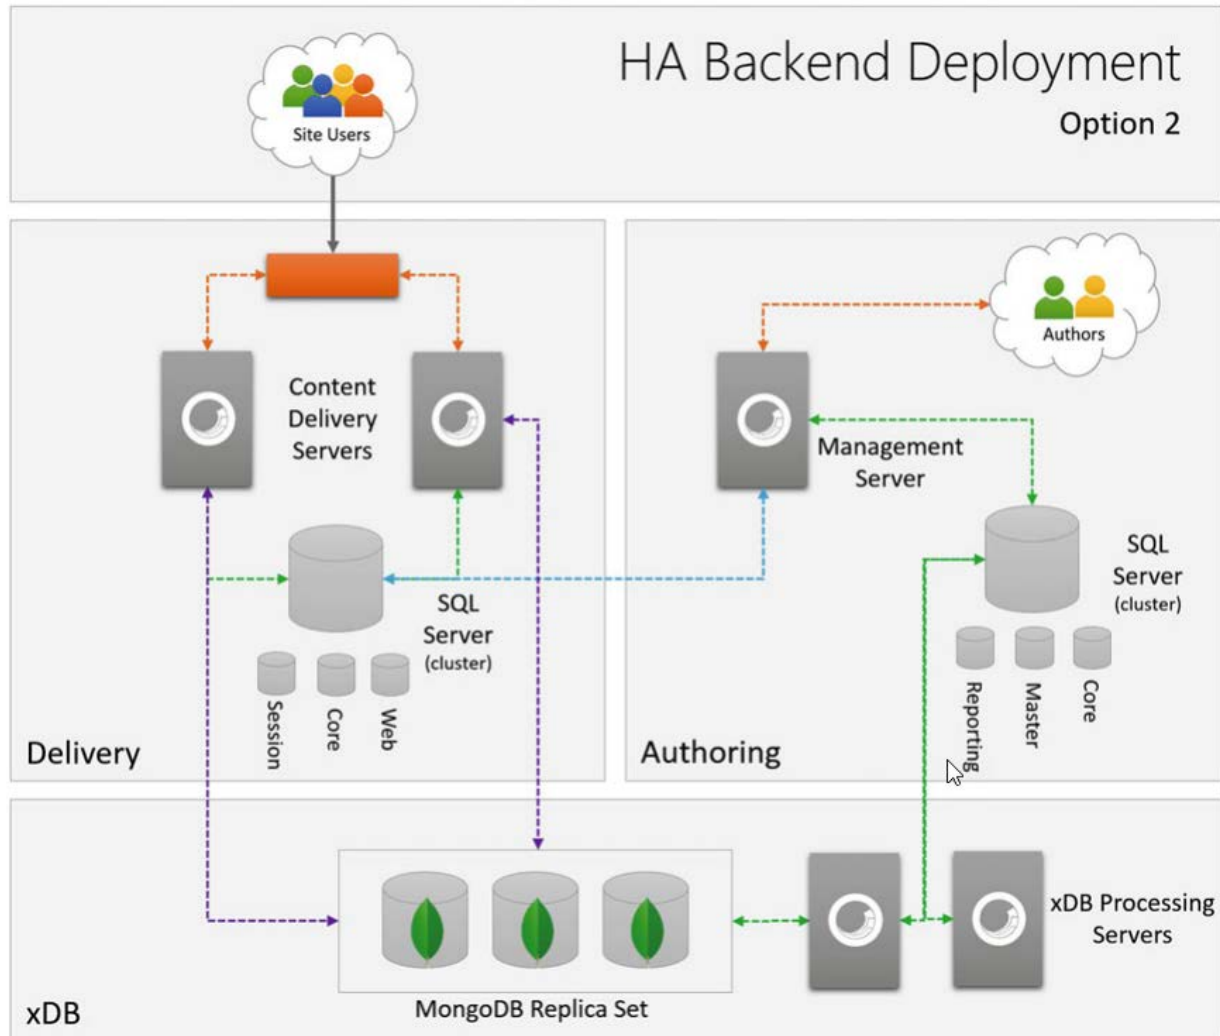 HA Backend Deployment
Option 2
Site Users
Content
Delivery
Servers
SQL
Server
(cluster)
Session
Core
Web
Delivery
Authors
Management
Server
SQL
Server
(cluster)
Reporting
Master
Core
Authoring
MongoDB Replica Set
xDB Processing
Servers
xDB